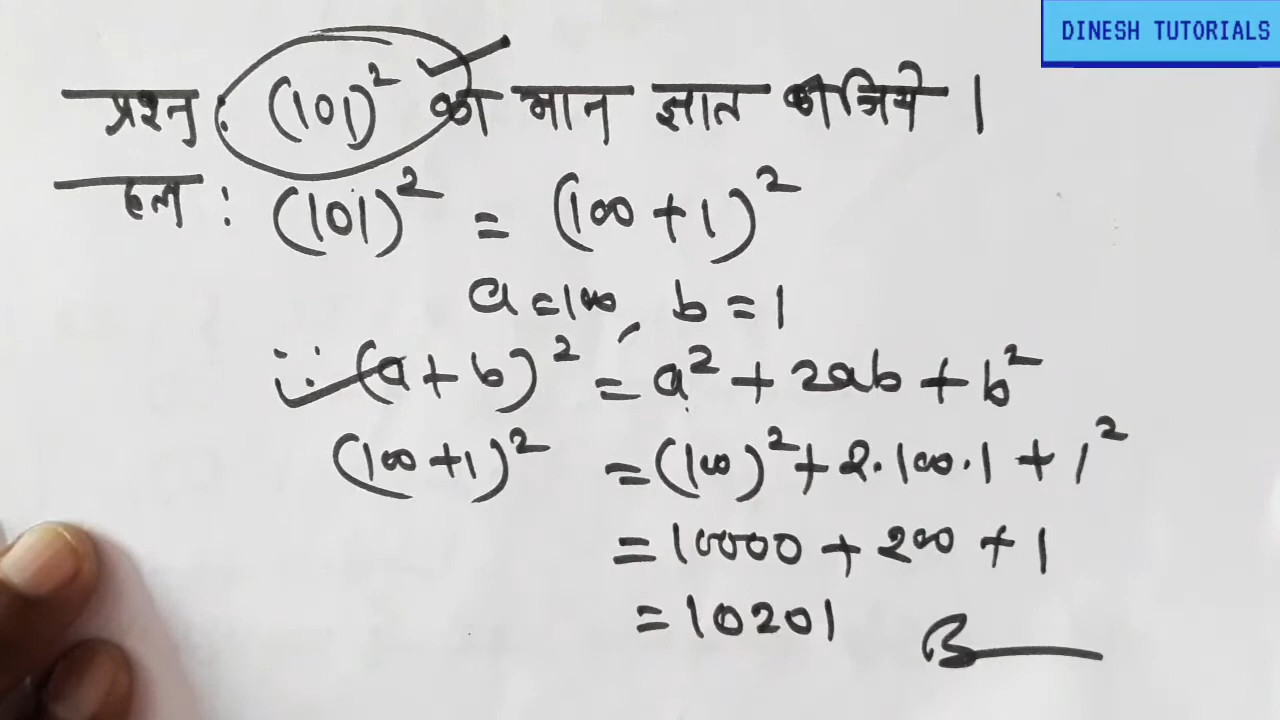 DINESH TUTORIALS
प्रश्न : (101)² का मान ज्ञात कीजिये ।
हल : (101)² = (100 + 1)²
a = 100, b = 1
∵ (a + b)² = a² + 2ab + b²
(100 + 1)² = (100)² + 2.100.1 + 1²
= 10000 + 200 + 1
= 10201